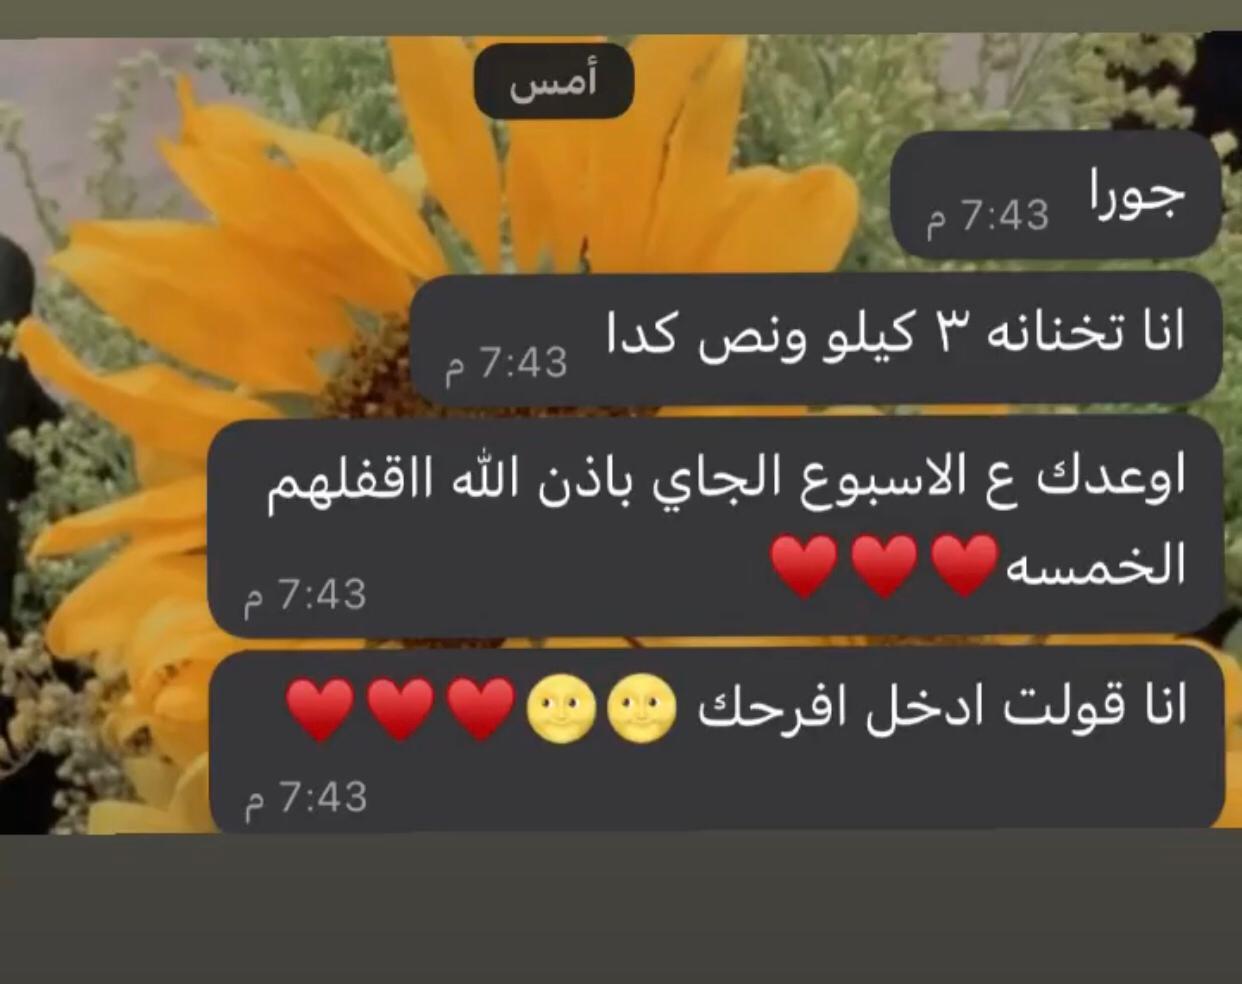 أمس
جورا
7:43 م
انا تخنانه ٣ كيلو ونص كدا
7:43 م
اوعدك ع الاسبوع الجاي باذن الله ااقفلهم
الخمسه♥️♥️♥️
7:43 م
انا قولت ادخل افرحك 🌝🌝♥️♥️♥️
7:43 م